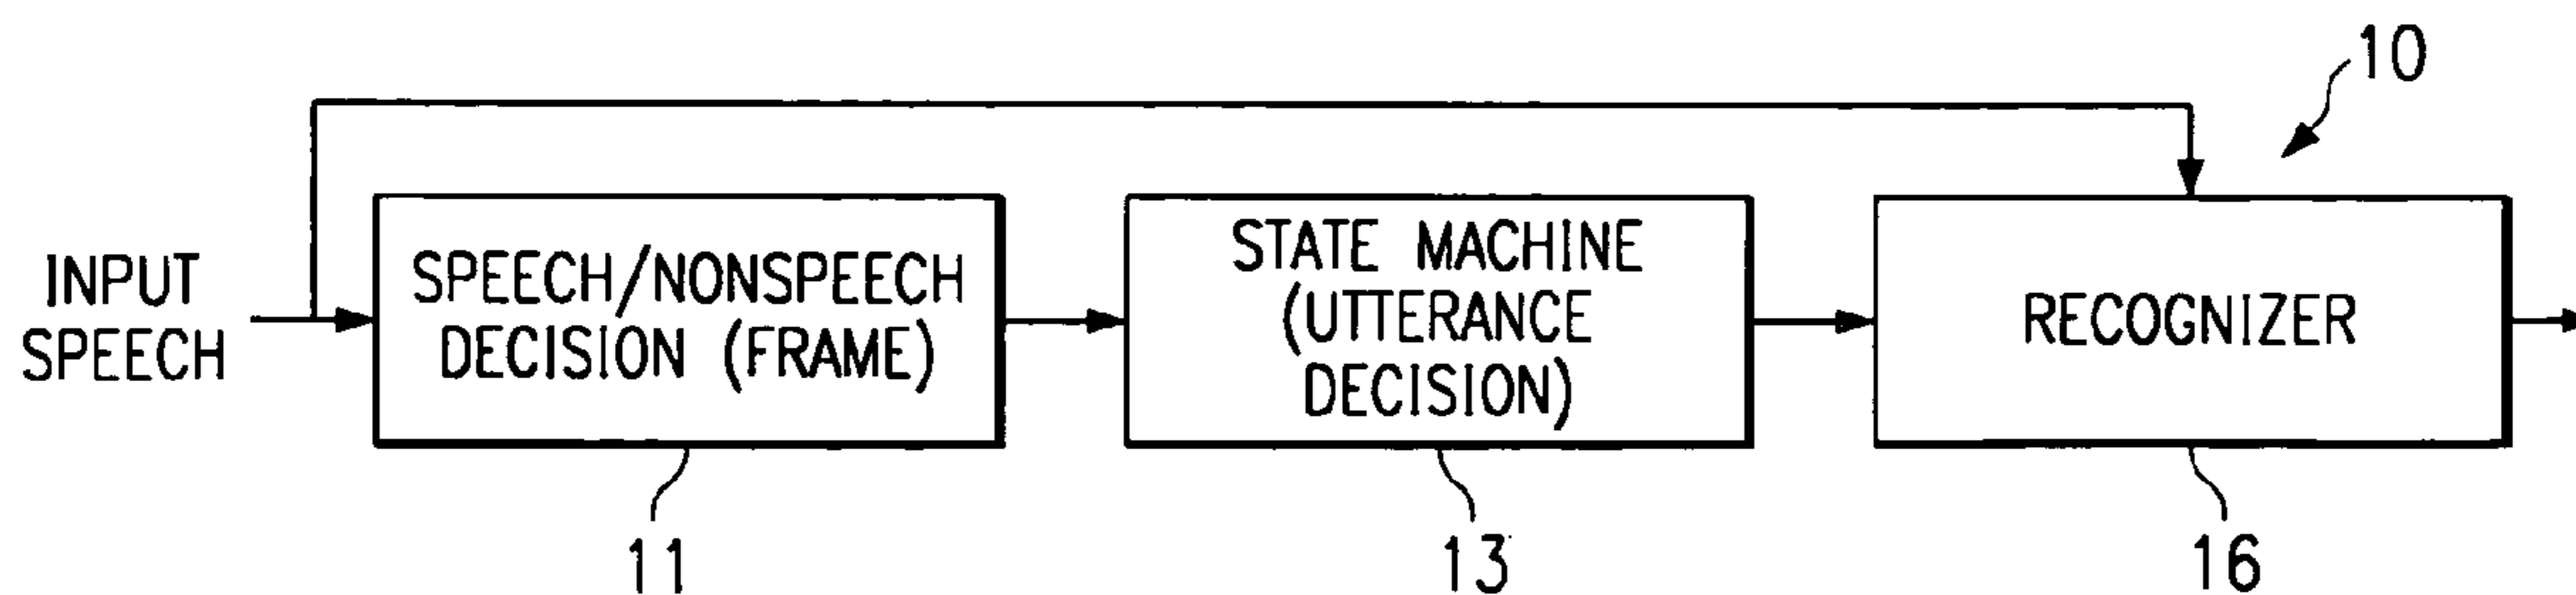 10
INPUT
SPEECH
SPEECH/NONSPEECH
DECISION (FRAME)
STATE MACHINE
(UTTERANCE
DECISION)
RECOGNIZER
11
13
16